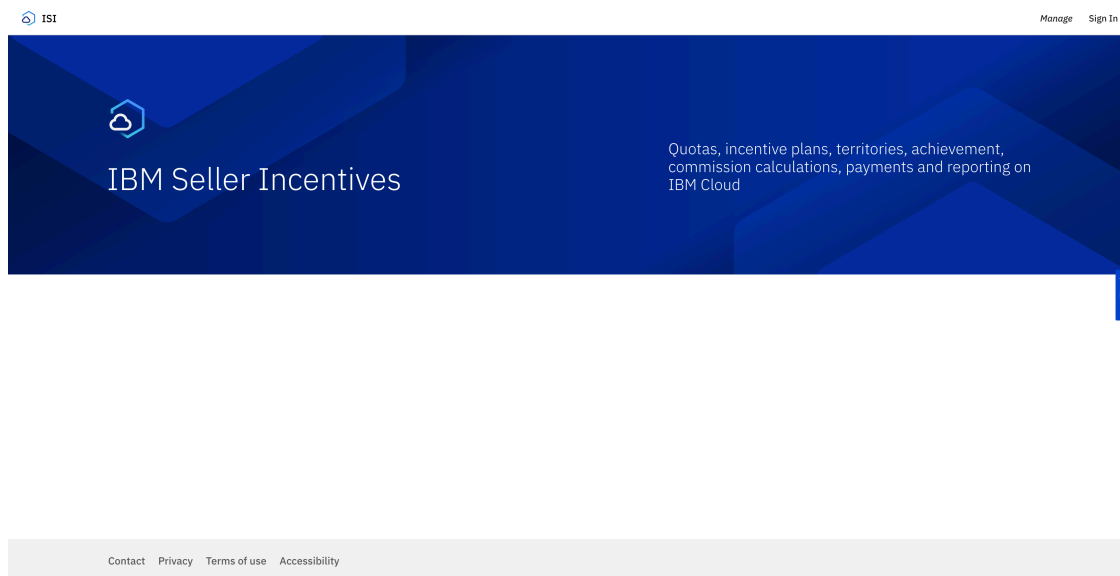 ISI
Manage Sign In
IBM Seller Incentives
Quotas, incentive plans, territories, achievement,
commission calculations, payments and reporting on
IBM Cloud
Contact Privacy Terms of use Accessibility